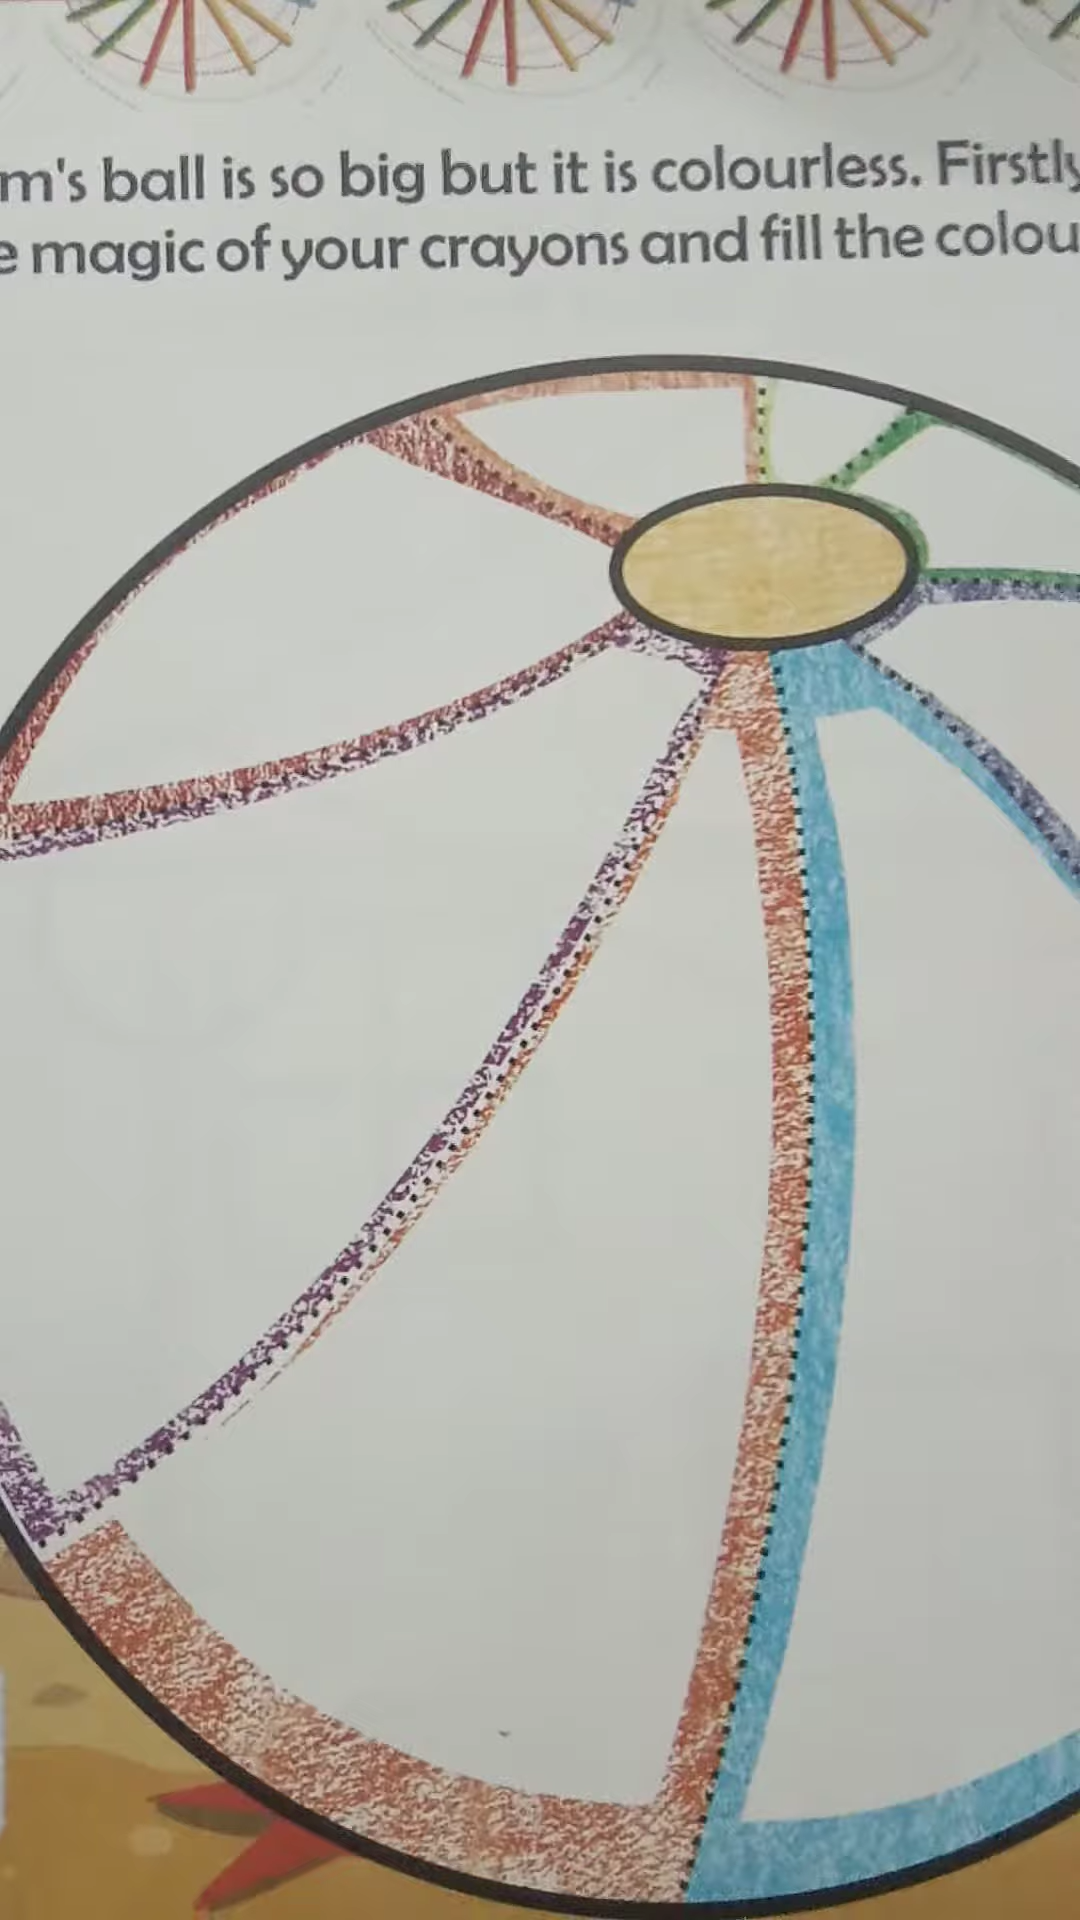 m's ball is so big but it is colourless. Firstly
e magic of your crayons and fill the colou